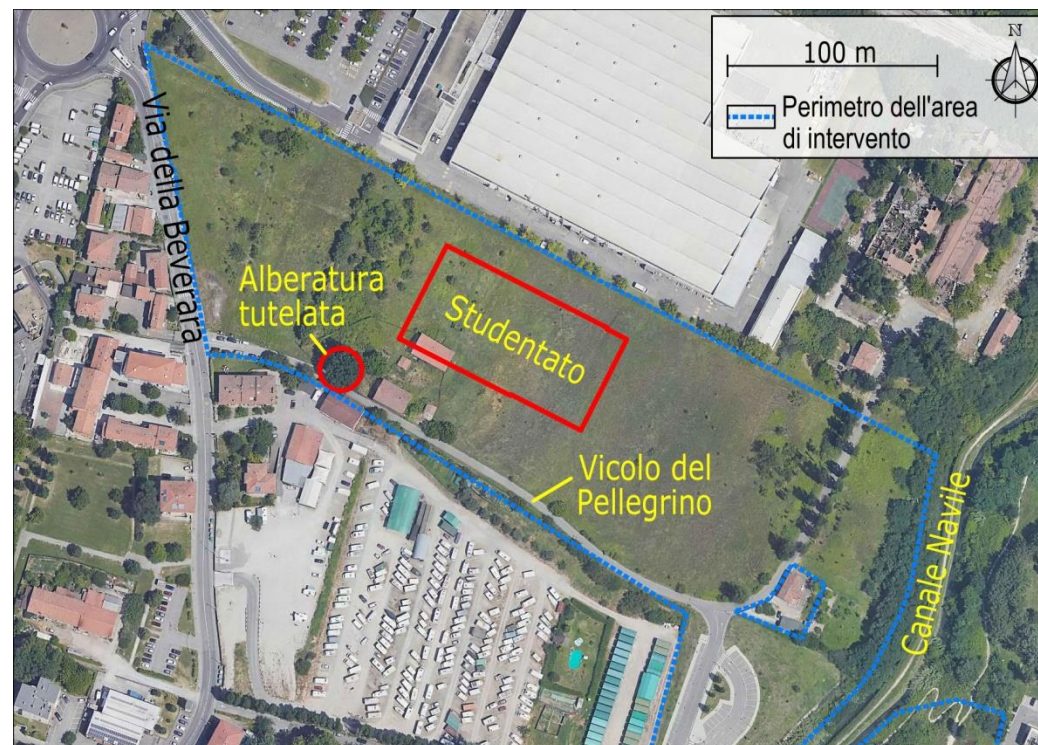 100 m
N
Perimetro dell'area
di intervento
Via della Beverara
Alberatura
tutelata
Studentato
Vicolo del
Pellegrino
Canale Navile